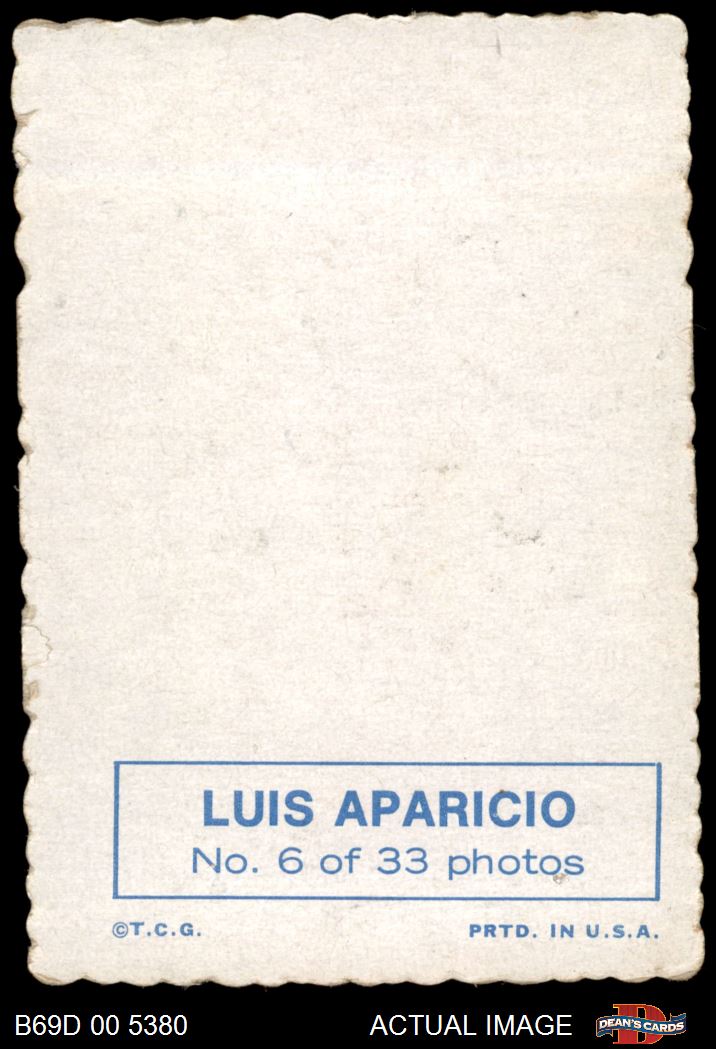 LUIS APARICIO
No. 6 of 33 photos
©T.C.G. PRTD. IN U.S.A.
B69D 00 5380 ACTUAL IMAGE DEAN'S CARDS